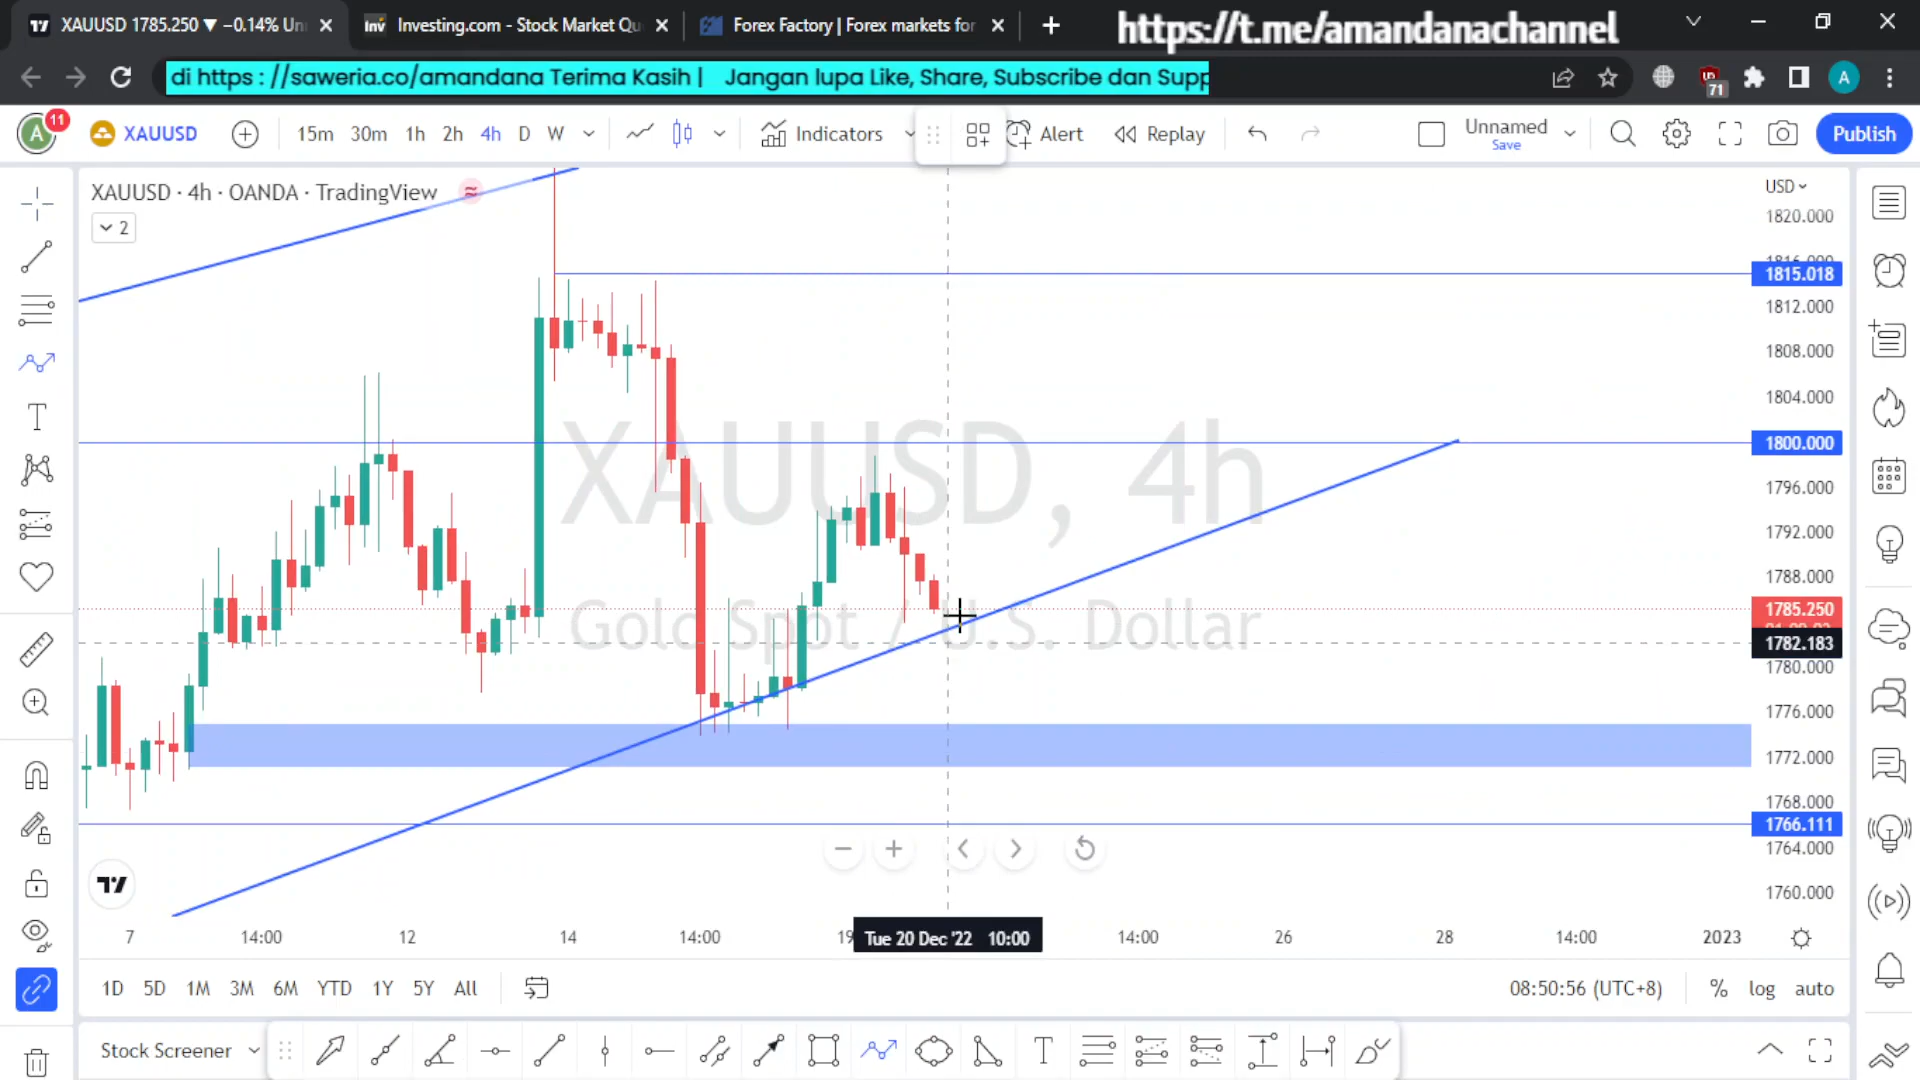 XAUUSD 1785.250 ▼ −0.14% Un
Investing.com - Stock Market Qu
Forex Factory | Forex markets for
https://t.me/amandanachannel
di https : //saweria.co/amandana Terima Kasih | Jangan lupa Like, Share, Subscribe dan Supp
71
A
A
11
XAUUSD
15m 30m 1h 2h 4h D W
Indicators
Alert
Replay
Unnamed
Save
Publish
XAUUSD · 4h · OANDA · TradingView
2
XAUUSD, 4h
Gold Spot / U.S. Dollar
USD
1820.000
1816.000
1815.018
1812.000
1808.000
1804.000
1800.000
1796.000
1792.000
1788.000
1785.250
1782.183
1780.000
1776.000
1772.000
1768.000
1766.111
1764.000
1760.000
7 14:00 12 14 14:00 19 Tue 20 Dec '22 10:00 14:00 26 28 14:00 2023
1D 5D 1M 3M 6M YTD 1Y 5Y All
08:50:56 (UTC+8) % log auto
Stock Screener